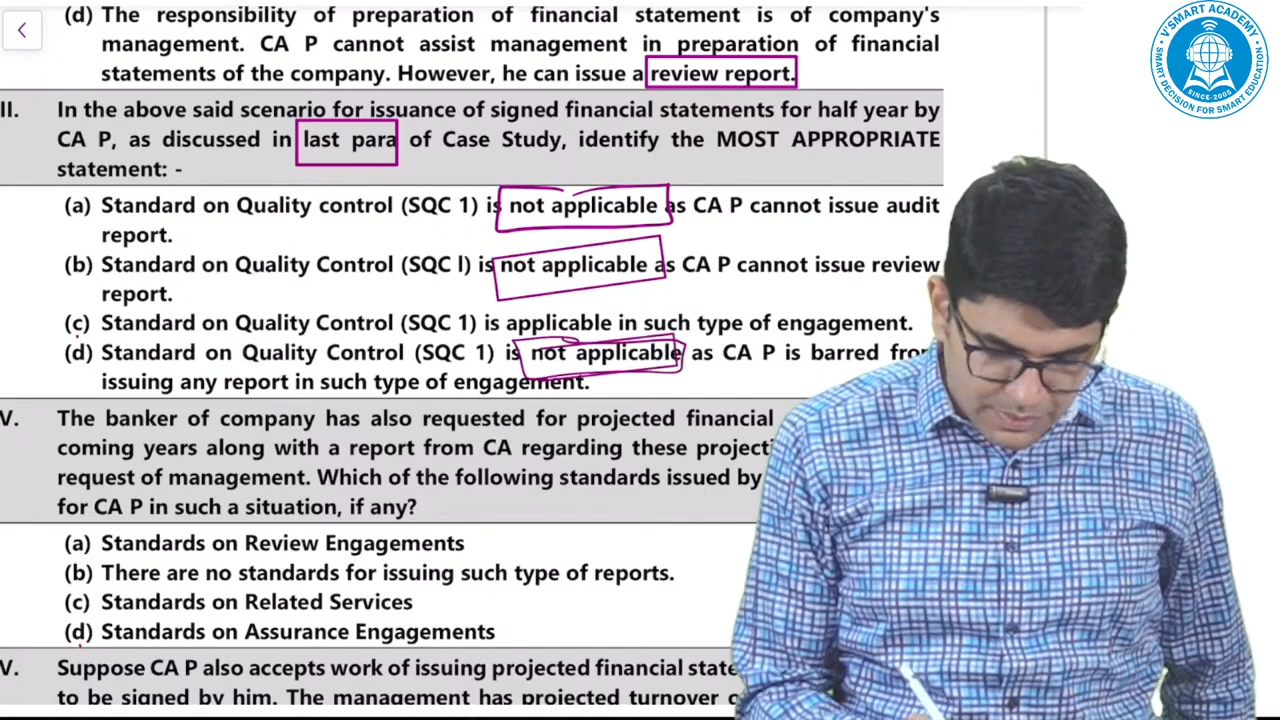 (d) The responsibility of preparation of financial statement is of company's
management. CA P cannot assist management in preparation of financial
statements of the company. However, he can issue a review report.
II. In the above said scenario for issuance of signed financial statements for half year by
CA P, as discussed in last para of Case Study, identify the MOST APPROPRIATE
statement: -
(a) Standard on Quality control (SQC 1) is not applicable as CA P cannot issue audit
report.
(b) Standard on Quality Control (SQC l) is not applicable as CA P cannot issue review
report.
(c) Standard on Quality Control (SQC 1) is applicable in such type of engagement.
(d) Standard on Quality Control (SQC 1) is not applicable as CA P is barred from
issuing any report in such type of engagement.
V. The banker of company has also requested for projected financial
coming years along with a report from CA regarding these project
request of management. Which of the following standards issued by
for CA P in such a situation, if any?
(a) Standards on Review Engagements
(b) There are no standards for issuing such type of reports.
(c) Standards on Related Services
(d) Standards on Assurance Engagements
V. Suppose CA P also accepts work of issuing projected financial state
to be signed by him. The management has projected turnover
V'SMART ACADEMY
SMART DECISION FOR SMART EDUCATION
SINCE-2005